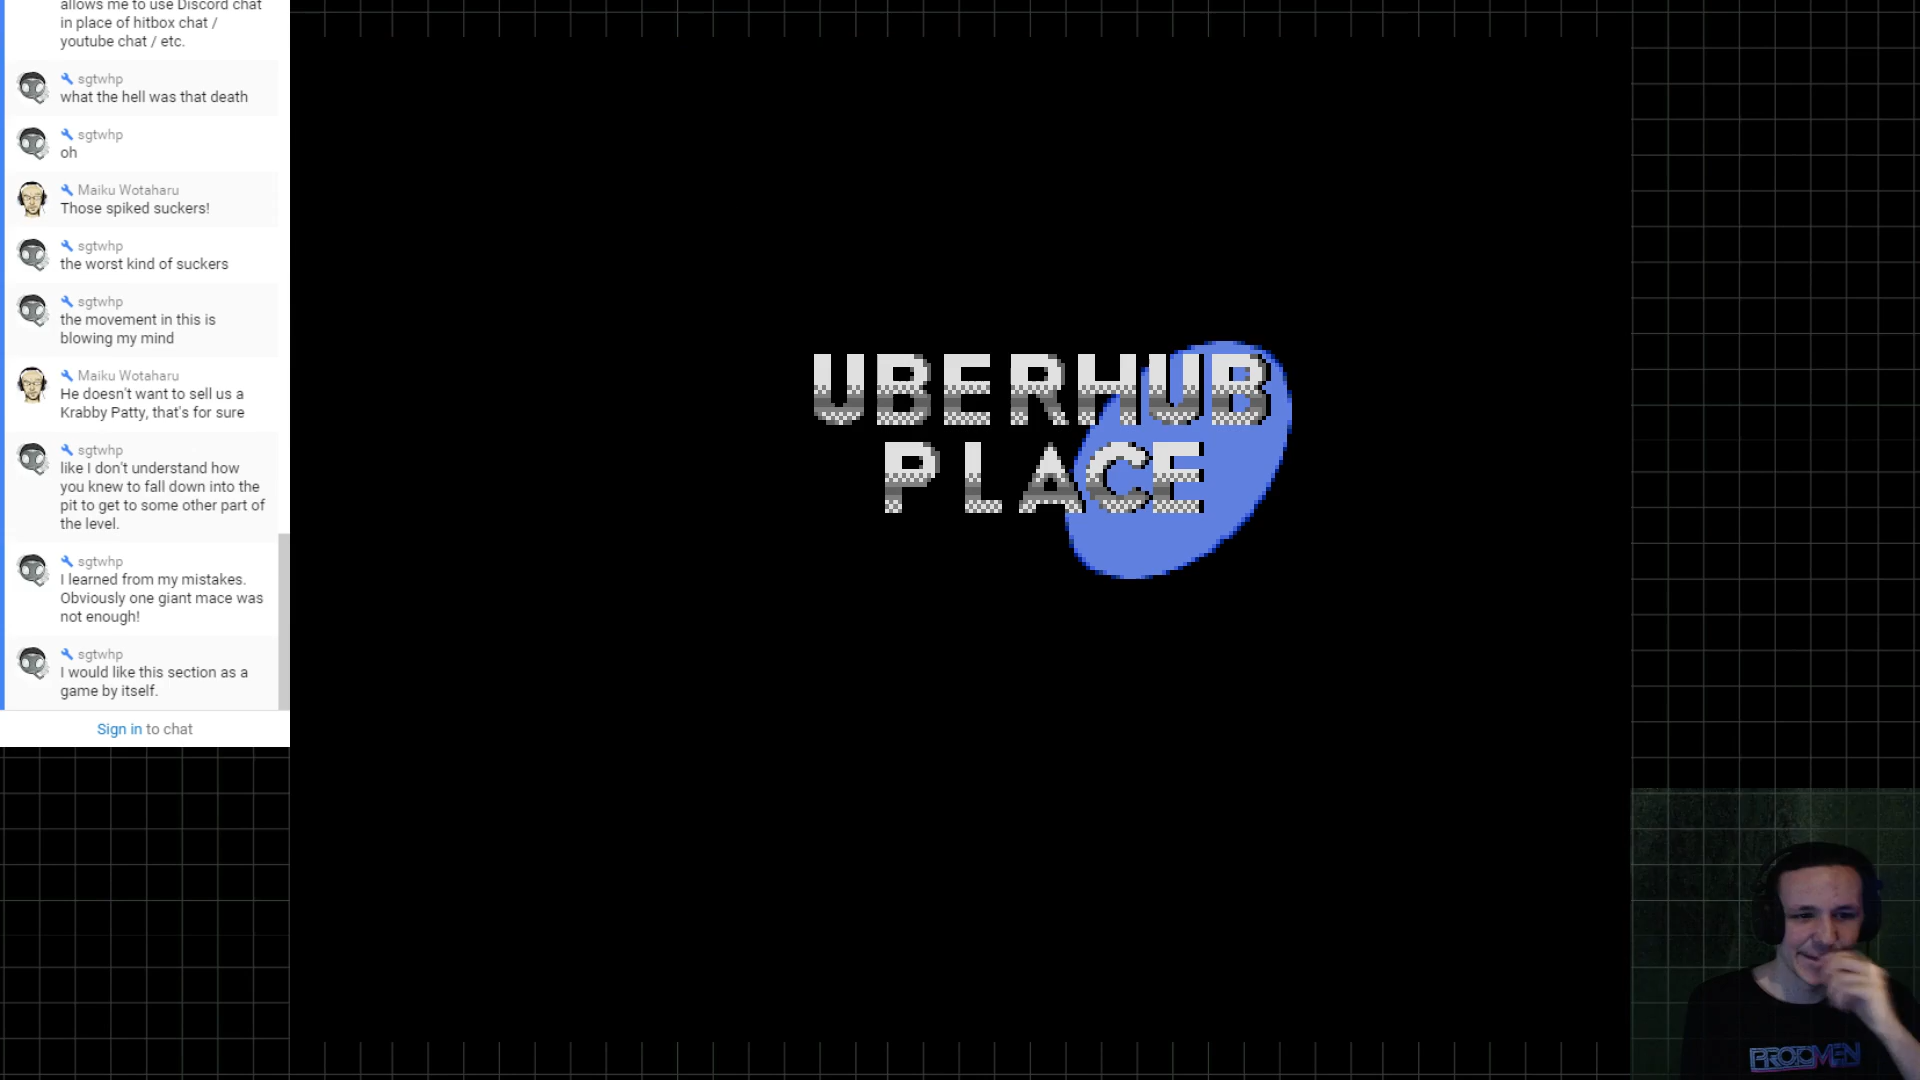 allows me to use Discord chat
in place of hitbox chat /
youtube chat / etc.
sgtwhp
what the hell was that death
sgtwhp
oh
Maiku Wotaharu
Those spiked suckers!
sgtwhp
the worst kind of suckers
sgtwhp
the movement in this is
blowing my mind
Maiku Wotaharu
He doesn't want to sell us a
Krabby Patty, that's for sure
sgtwhp
like I don't understand how
you knew to fall down into the
pit to get to some other part of
the level.
sgtwhp
I learned from my mistakes.
Obviously one giant mace was
not enough!
sgtwhp
I would like this section as a
game by itself.
Sign in to chat
UBERHUB
PLACE
PROTOMEN